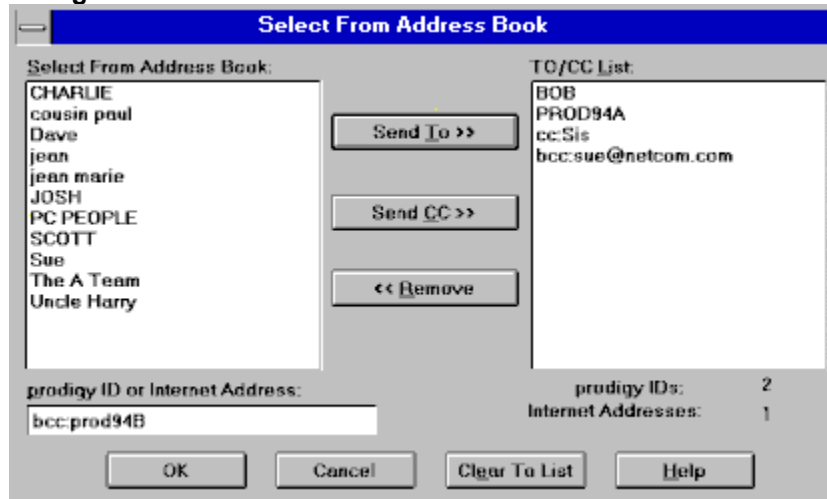 Select From Address Book
Select From Address Book:
CHARLIE
cousin paul
Dave
jean
jean marie
JOSH
PC PEOPLE
SCOTT
Sue
The A Team
Uncle Harry
Send To >>
Send CC >>
<< Remove
TO/CC List:
BOB
PROD94A
cc:Sis
bcc:sue@netcom.com
prodigy ID or Internet Address:
bcc:prod94B
prodigy IDs: 2
Internet Addresses: 1
OK Cancel Clear To List Help